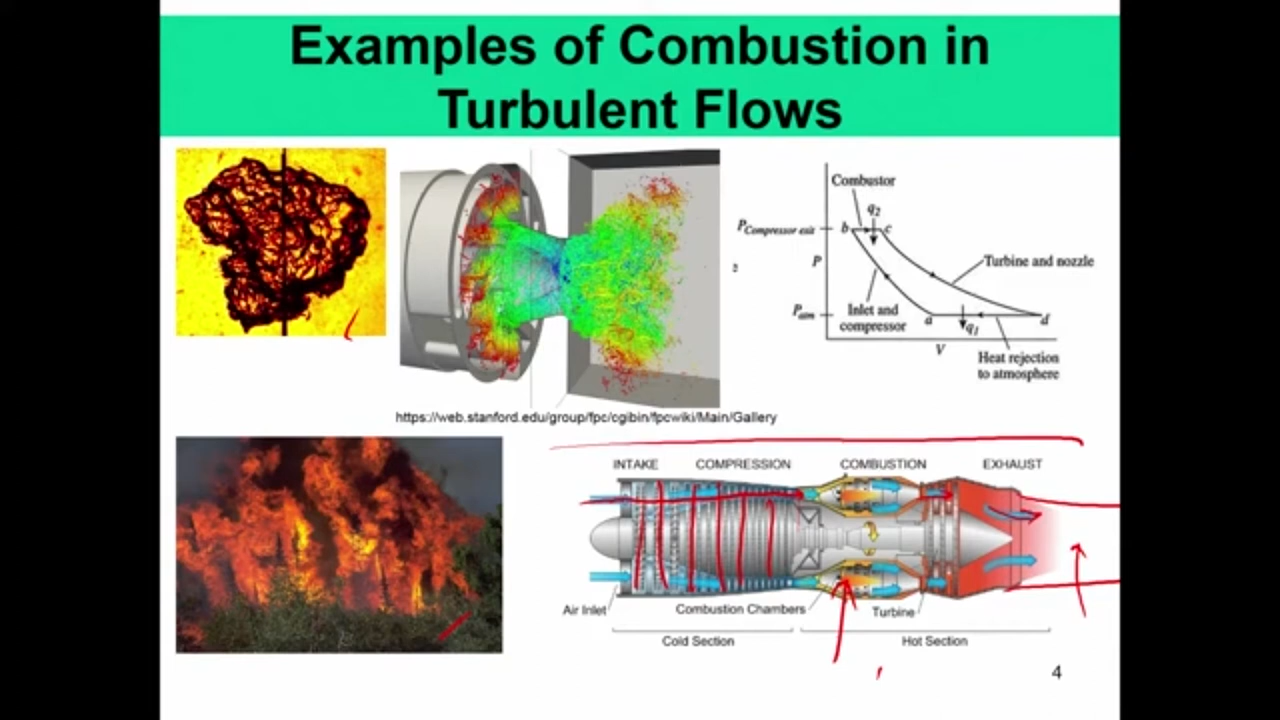 Examples of Combustion in
Turbulent Flows
Combustor
q2
PCompressor exit
b
c
P
Turbine and nozzle
2
Inlet and
compressor
Patm
a
q1
d
V
Heat rejection
to atmosphere
https://web.stanford.edu/group/fpc/cgibin/fpcwiki/Main/Gallery
INTAKE COMPRESSION COMBUSTION EXHAUST
Air Inlet Combustion Chambers Turbine
Cold Section Hot Section
4